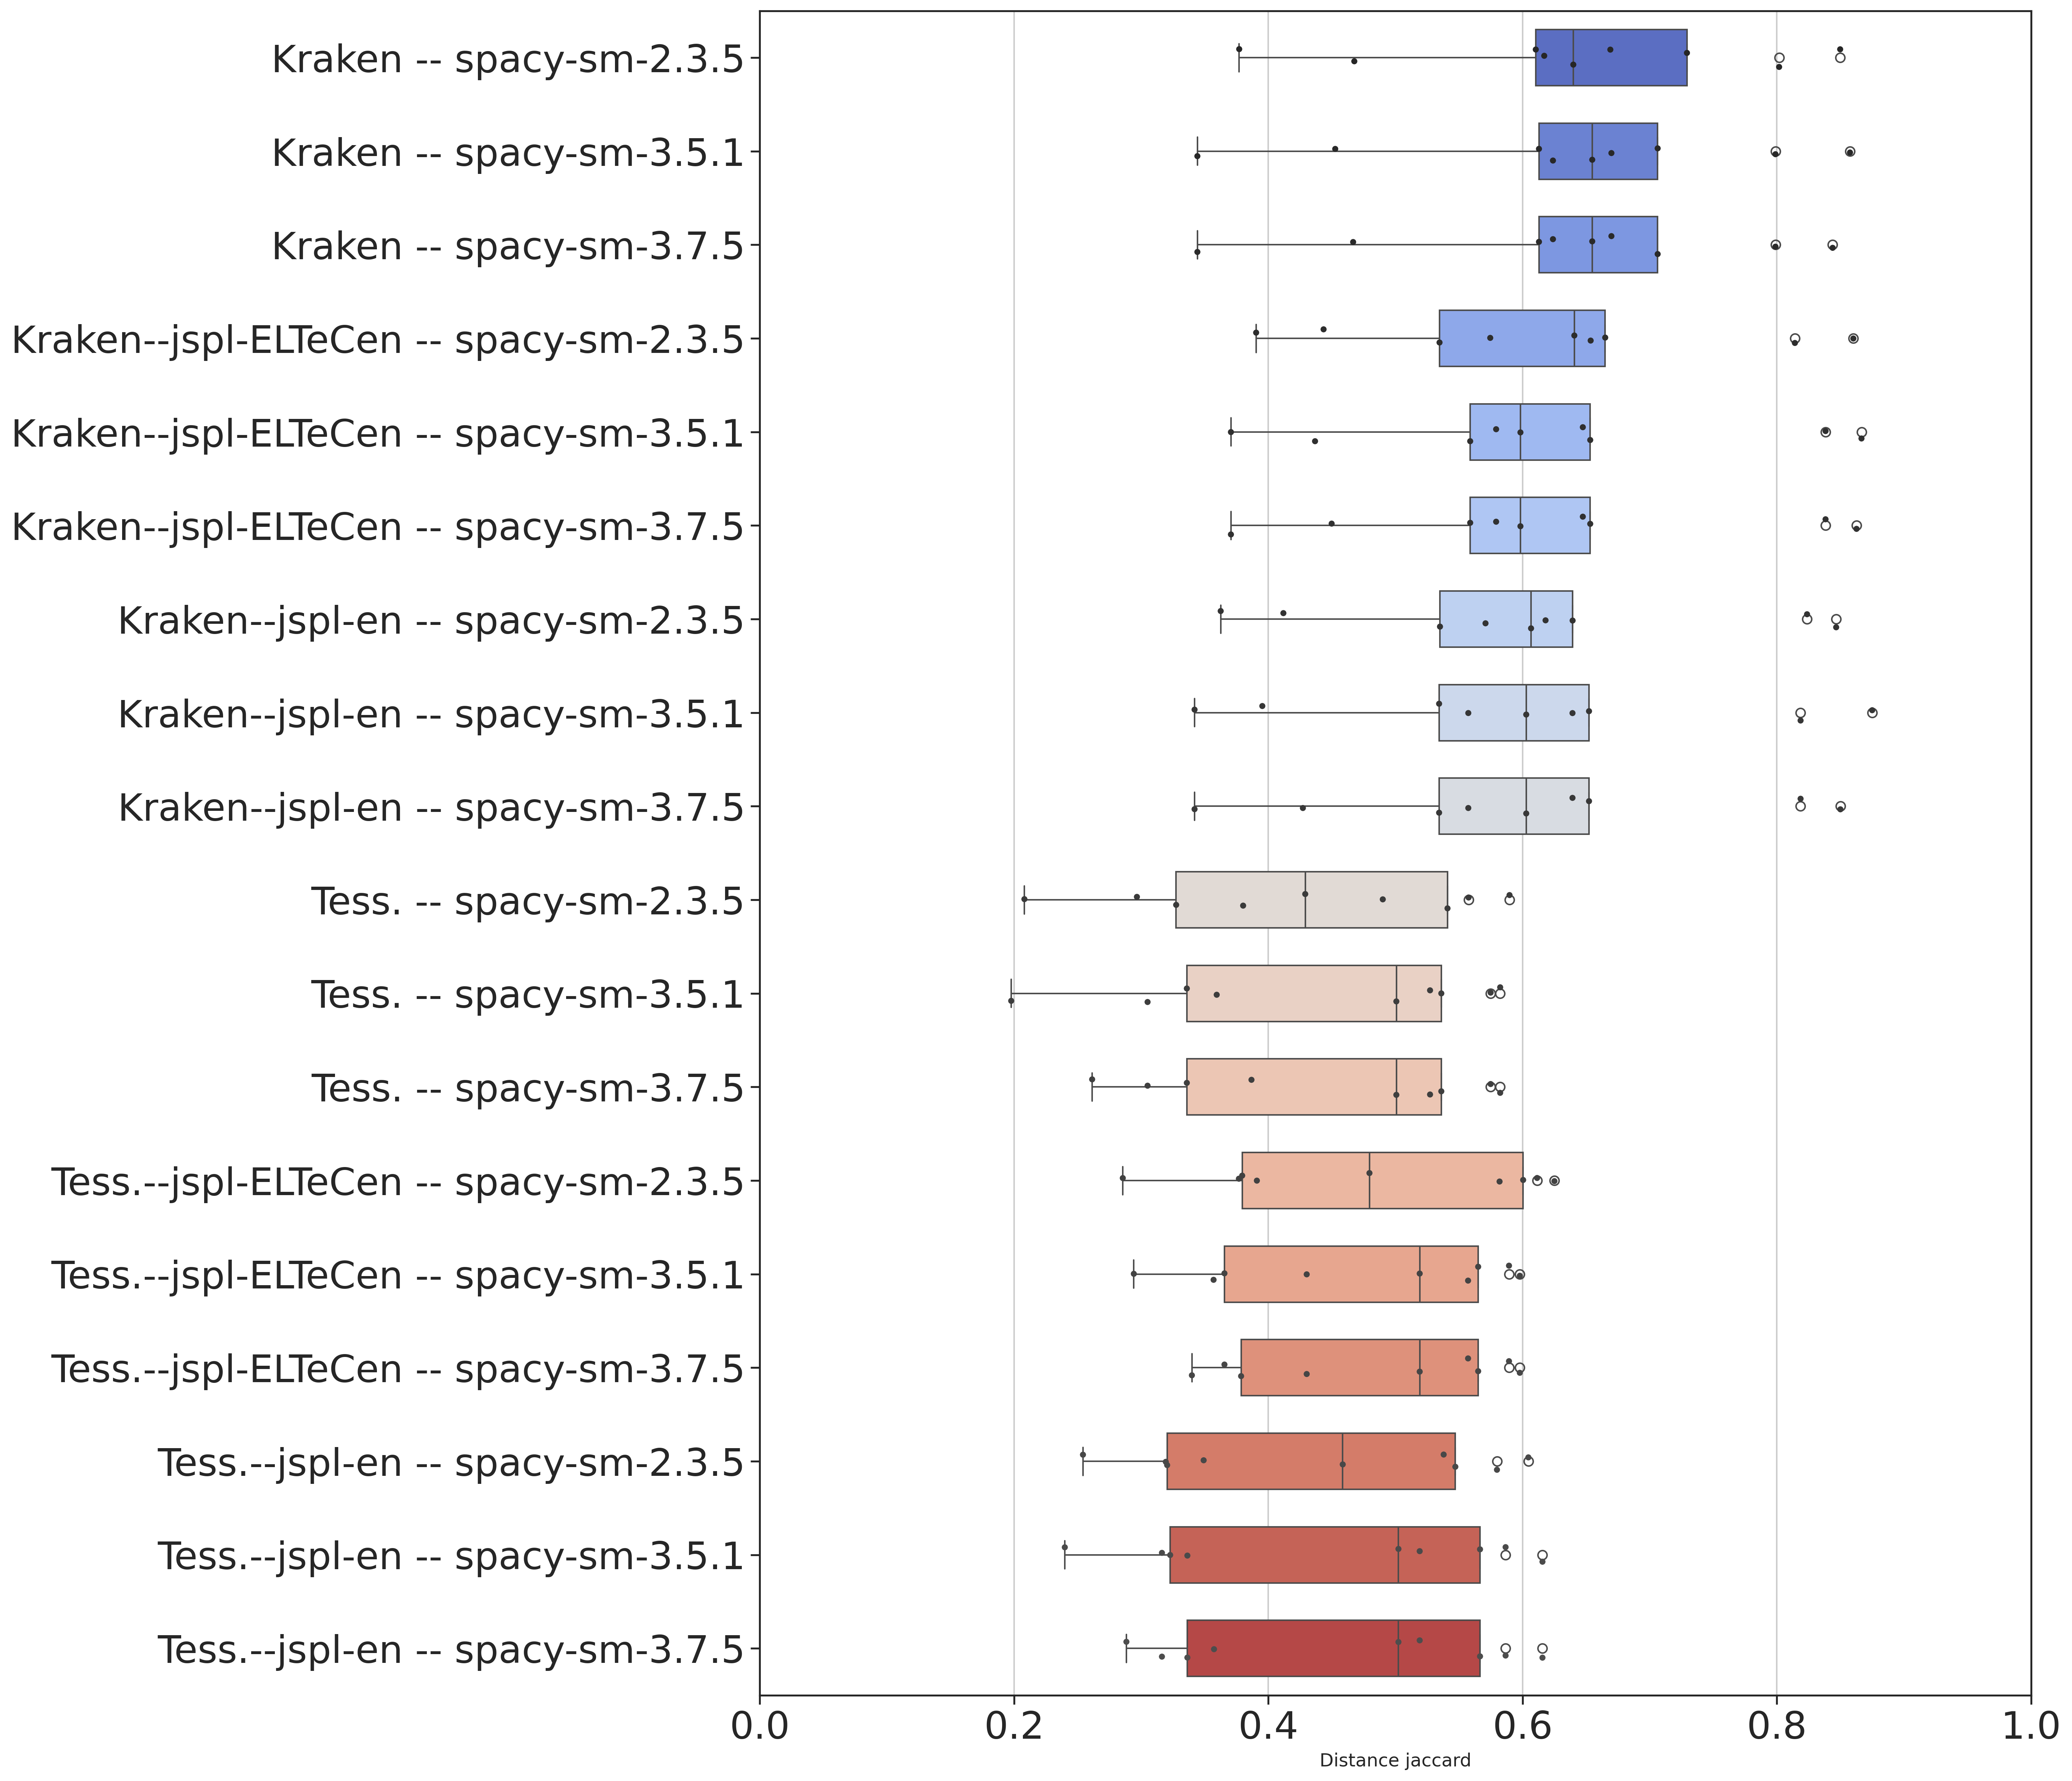 Kraken -- spacy-sm-2.3.5
Kraken -- spacy-sm-3.5.1
Kraken -- spacy-sm-3.7.5
Kraken--jspl-ELTeCen -- spacy-sm-2.3.5
Kraken--jspl-ELTeCen -- spacy-sm-3.5.1
Kraken--jspl-ELTeCen -- spacy-sm-3.7.5
Kraken--jspl-en -- spacy-sm-2.3.5
Kraken--jspl-en -- spacy-sm-3.5.1
Kraken--jspl-en -- spacy-sm-3.7.5
Tess. -- spacy-sm-2.3.5
Tess. -- spacy-sm-3.5.1
Tess. -- spacy-sm-3.7.5
Tess.--jspl-ELTeCen -- spacy-sm-2.3.5
Tess.--jspl-ELTeCen -- spacy-sm-3.5.1
Tess.--jspl-ELTeCen -- spacy-sm-3.7.5
Tess.--jspl-en -- spacy-sm-2.3.5
Tess.--jspl-en -- spacy-sm-3.5.1
Tess.--jspl-en -- spacy-sm-3.7.5
0.0 0.2 0.4 0.6 0.8 1.0
Distance jaccard